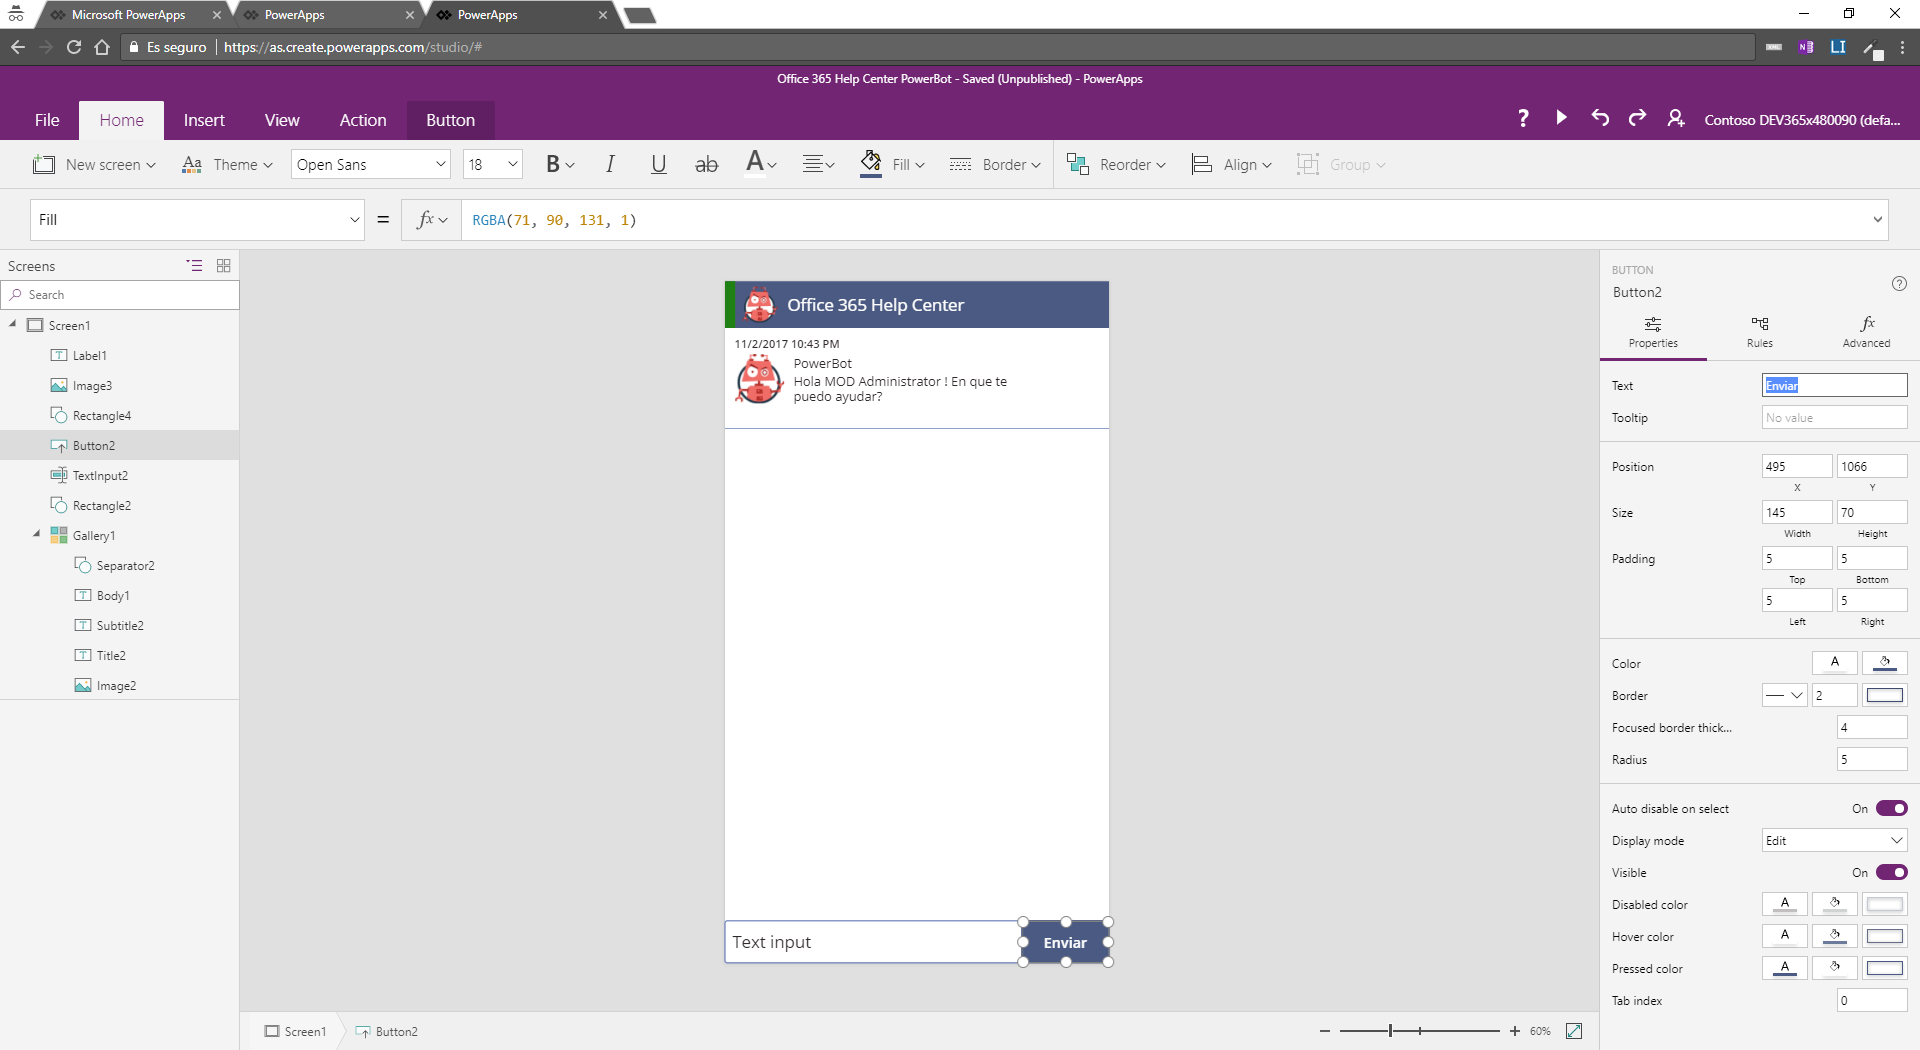 Microsoft PowerApps
PowerApps
PowerApps
Es seguro
https://as.create.powerapps.com/studio/#
Office 365 Help Center PowerBot - Saved (Unpublished) - PowerApps
File
Home
Insert
View
Action
Button
?
Contoso DEV365x480090 (defa...
New screen
Aa
Theme
Open Sans
18
B
I
U
ab
A
Fill
Border
Reorder
Align
Group
Fill
=
fx
RGBA(71, 90, 131, 1)
Screens
Search
Screen1
Label1
Image3
Rectangle4
Button2
TextInput2
Rectangle2
Gallery1
Separator2
Body1
Subtitle2
Title2
Image2
Office 365 Help Center
11/2/2017 10:43 PM
PowerBot
Hola MOD Administrator ! En que te
puedo ayudar?
Text input
Enviar
Screen1
Button2
60%
BUTTON
Button2
?
Properties
Rules
fx
Advanced
Text
Enviar
Tooltip
No value
Position
495
1066
X
Y
Size
145
70
Width
Height
Padding
5
5
Top
Bottom
5
5
Left
Right
Color
A
Border
2
Focused border thick...
4
Radius
5
Auto disable on select
On
Display mode
Edit
Visible
On
Disabled color
A
Hover color
A
Pressed color
A
Tab index
0